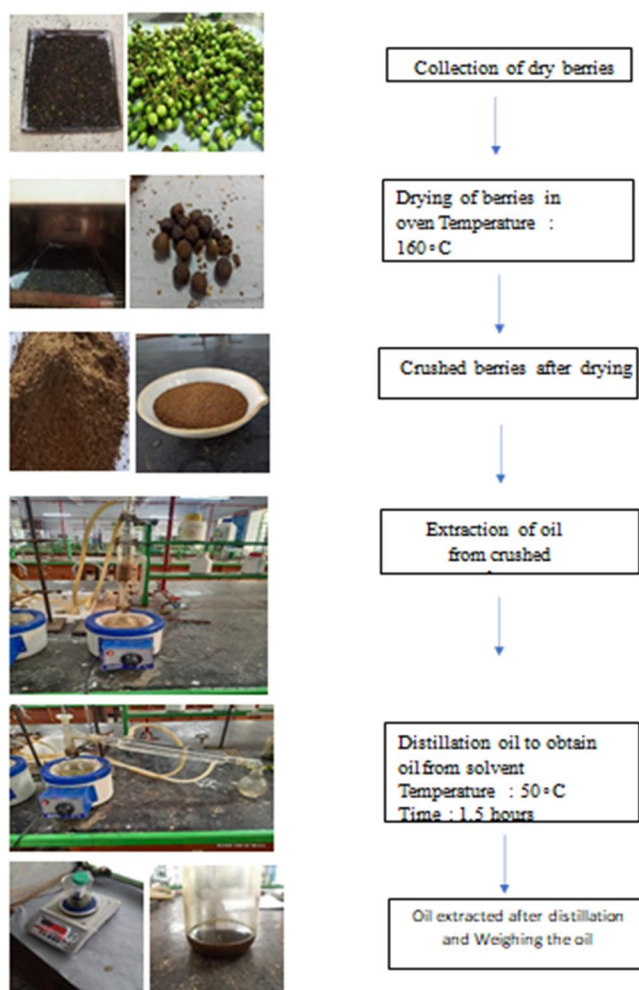 Collection of dry berries
Drying of berries in
oven Temperature :
160∘C
Crushed berries after drying
Extraction of oil
from crushed
Distillation oil to obtain
oil from solvent
Temperature : 50∘C
Time : 1.5 hours
Oil extracted after distillation
and Weighing the oil